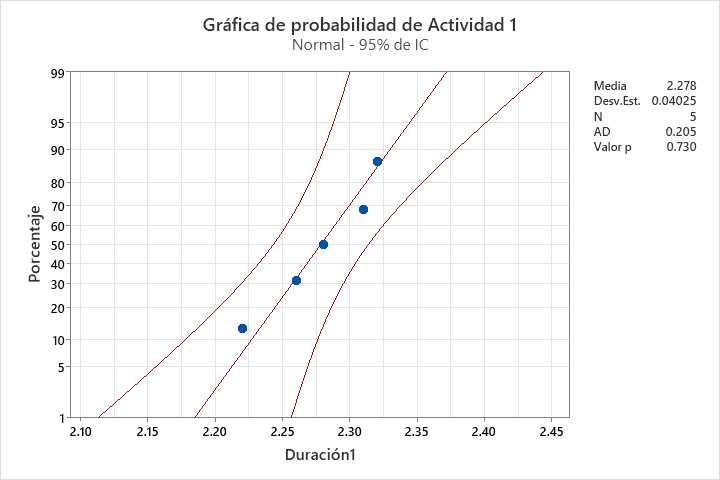 Gráfica de probabilidad de Actividad 1
Normal - 95% de IC
99
95
90
80
70
60
50
40
30
20
10
5
1
Porcentaje
2.10 2.15 2.20 2.25 2.30 2.35 2.40 2.45
Duración1
Media 2.278
Desv.Est. 0.04025
N 5
AD 0.205
Valor p 0.730